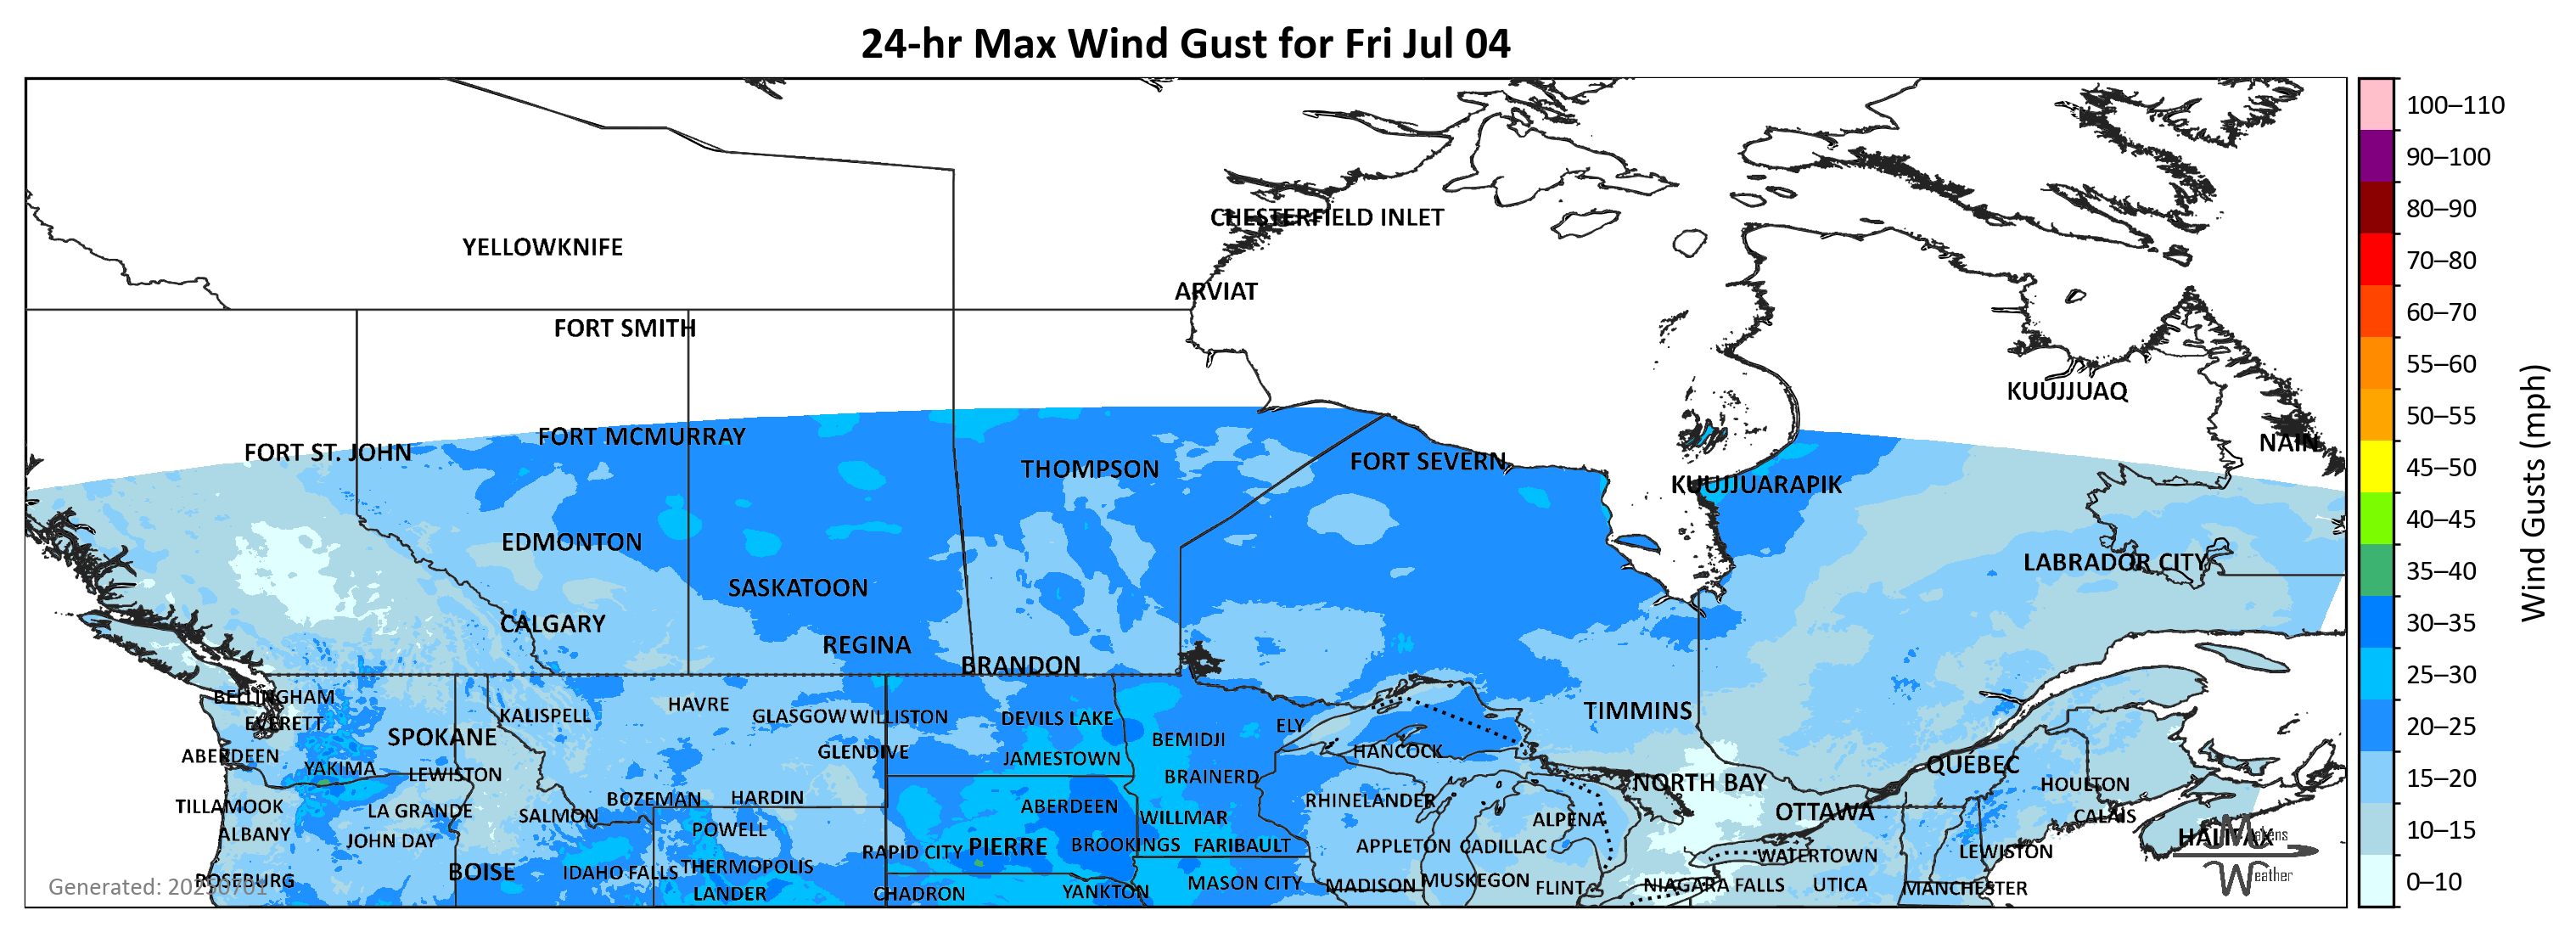 24-hr Max Wind Gust for Fri Jul 04
100–110
90–100
80–90
70–80
60–70
55–60
50–55
45–50
40–45
35–40
30–35
25–30
20–25
15–20
10–15
0–10
Wind Gusts (mph)
CHESTERFIELD INLET
YELLOWKNIFE
ARVIAT
FORT SMITH
KUUJJUAQ
FORT MCMURRAY
NAIN
FORT ST. JOHN
FORT SEVERN
THOMPSON
KUUJJUARAPIK
EDMONTON
LABRADOR CITY
SASKATOON
CALGARY
REGINA
BRANDON
BELLINGHAM
HAVRE
TIMMINS
KALISPELL
GLASGOW
WILLISTON
DEVILS LAKE
EVERETT
ELY
SPOKANE
BEMIDJI
HANCOCK
GLENDIVE
ABERDEEN
JAMESTOWN
QUEBEC
YAKIMA
LEWISTON
BRAINERD
NORTH BAY
HOULTON
BOZEMAN
HARDIN
RHINELANDER
TILLAMOOK
ABERDEEN
LA GRANDE
OTTAWA
SALMON
CALAIS
WILLMAR
ALPENA
POWELL
ALBANY
HALIFAX
Makens
JOHN DAY
BROOKINGS
FARIBAULT
PIERRE
APPLETON
CADILLAC
RAPID CITY
LEWISTON
WATERTOWN
THERMOPOLIS
BOISE
IDAHO FALLS
Weather
ROSEBURG
MUSKEGON
MASON CITY
MADISON
NIAGARA FALLS
UTICA
Generated: 20250701
FLINT
MANCHESTER
YANKTON
LANDER
CHADRON